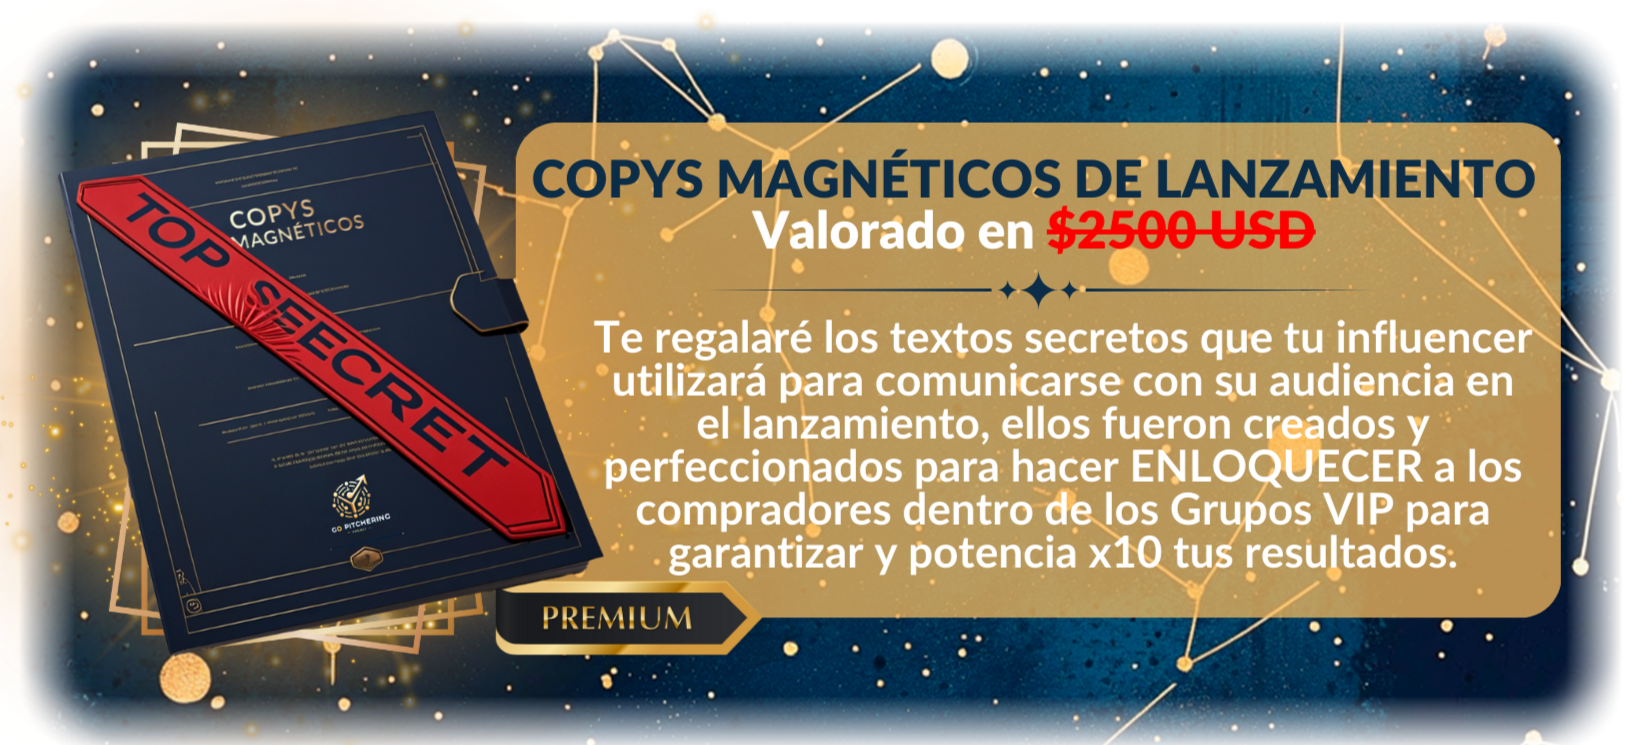 COPYS
MAGNÉTICOS
TOP SEECRET
GO PITCHERING
COPYS MAGNÉTICOS DE LANZAMIENTO
Valorado en $2500 USD
Te regalaré los textos secretos que tu influencer
utilizará para comunicarse con su audiencia en
el lanzamiento, ellos fueron creados y
perfeccionados para hacer ENLOQUECER a los
compradores dentro de los Grupos VIP para
garantizar y potencia x10 tus resultados.
PREMIUM